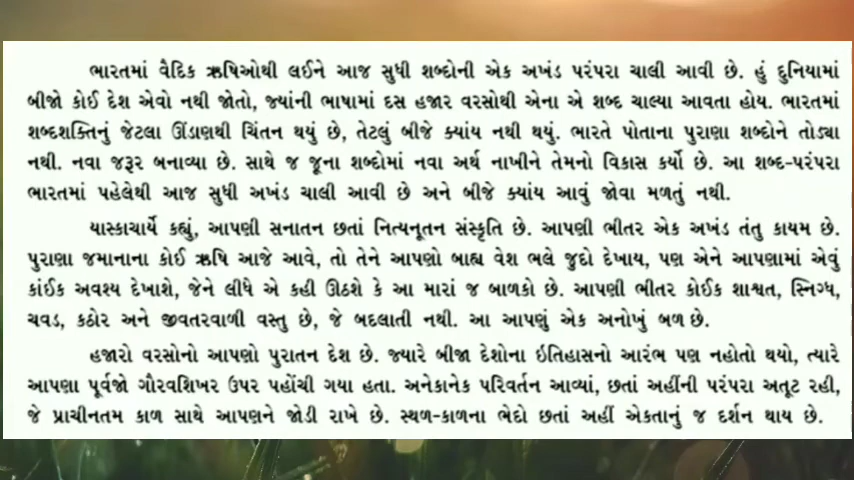 ભારતમાં વૈદિક ઋષિઓથી લઈને આજ સુધી શબ્દોની એક અખંડ પરંપરા ચાલી આવી છે. હું દુનિયામાં
બીજો કોઈ દેશ એવો નથી જોતો, જ્યાંની ભાષામાં દસ હજાર વરસોથી એના એ શબ્દ ચાલ્યા આવતા હોય. ભારતમાં
શબ્દશક્તિનું જેટલા ઊંડાણથી ચિંતન થયું છે, તેટલું બીજે ક્યાંય નથી થયું. ભારતે પોતાના પુરાણા શબ્દોને તોડ્યા
નથી. નવા જરૂર બનાવ્યા છે. સાથે જ જૂના શબ્દોમાં નવા અર્થ નાખીને તેમનો વિકાસ કર્યો છે. આ શબ્દ-પરંપરા
ભારતમાં પહેલેથી આજ સુધી અખંડ ચાલી આવી છે અને બીજે ક્યાંય આવું જોવા મળતું નથી.
યાસ્કાચાર્યે કહ્યું, આપણી સનાતન છતાં નિત્યનૂતન સંસ્કૃતિ છે. આપણી ભીતર એક અખંડ તંતુ કાયમ છે.
પુરાણા જમાનાના કોઈ ઋષિ આજે આવે, તો તેને આપણો બાહ્ય વેશ ભલે જુદો દેખાય, પણ એને આપણામાં એવું
કાંઈક અવશ્ય દેખાશે, જેને લીધે એ કહી ઊઠશે કે આ મારાં જ બાળકો છે. આપણી ભીતર કોઈક શાશ્વત, સ્નિગ્ધ,
ચવડ, કઠોર અને જીવતરવાળી વસ્તુ છે, જે બદલાતી નથી. આ આપણું એક અનોખું બળ છે.
હજારો વરસોનો આપણો પુરાતન દેશ છે. જ્યારે બીજા દેશોના ઇતિહાસનો આરંભ પણ નહોતો થયો, ત્યારે
આપણા પૂર્વજો ગૌરવશિખર ઉપર પહોંચી ગયા હતા. અનેકાનેક પરિવર્તન આવ્યાં, છતાં અહીંની પરંપરા અતૂટ રહી,
જે પ્રાચીનતમ કાળ સાથે આપણને જોડી રાખે છે. સ્થળ-કાળના ભેદો છતાં અહીં એકતાનું જ દર્શન થાય છે.